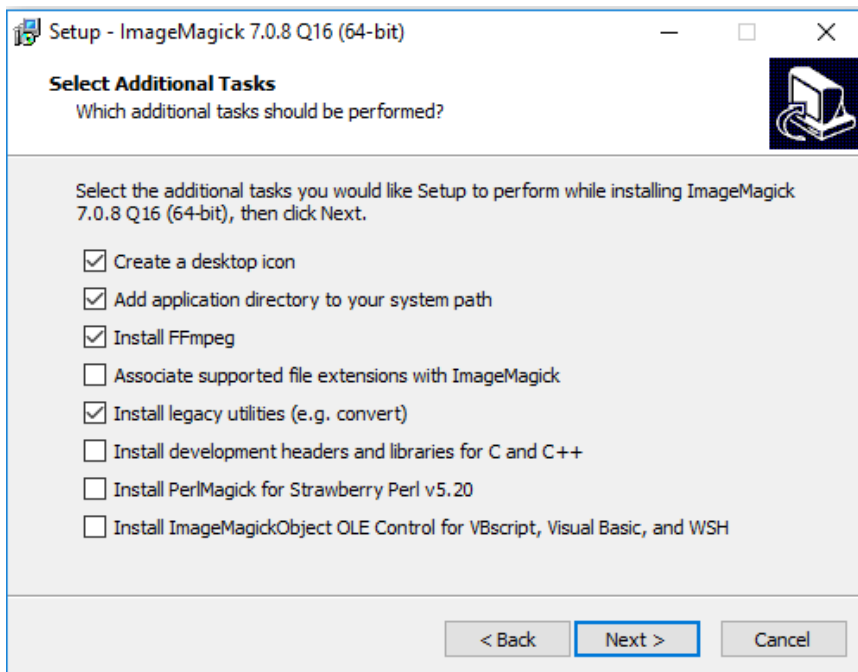 Setup - ImageMagick 7.0.8 Q16 (64-bit)
Select Additional Tasks
Which additional tasks should be performed?
Select the additional tasks you would like Setup to perform while installing ImageMagick
7.0.8 Q16 (64-bit), then click Next.
Create a desktop icon
Add application directory to your system path
Install FFmpeg
Associate supported file extensions with ImageMagick
Install legacy utilities (e.g. convert)
Install development headers and libraries for C and C++
Install PerlMagick for Strawberry Perl v5.20
Install ImageMagickObject OLE Control for VBscript, Visual Basic, and WSH
< Back Next > Cancel